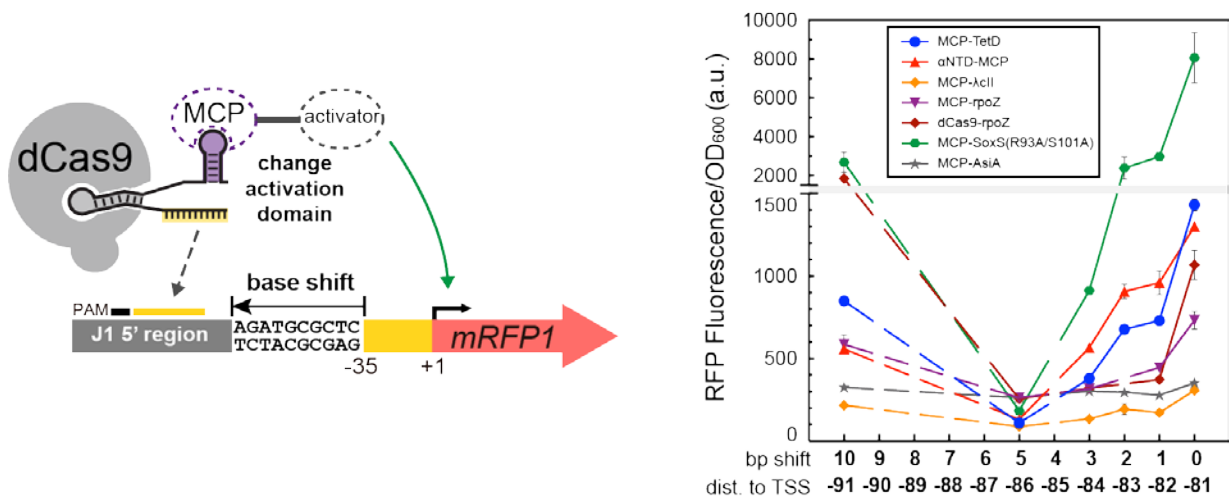 dCas9
MCP
activator
change
activation
domain
PAM
base shift
J1 5' region
AGATGCGCTC
TCTACGCGAG
mRFP1
-35
+1
RFP Fluorescence/OD600 (a.u.)
10000
8000
6000
4000
2000
1500
1000
500
0
MCP-TetD
αNTD-MCP
MCP-λcII
MCP-rpoZ
dCas9-rpoZ
MCP-SoxS(R93A/S101A)
MCP-AsiA
bp shift 10 9 8 7 6 5 4 3 2 1 0
dist. to TSS -91 -90 -89 -88 -87 -86 -85 -84 -83 -82 -81